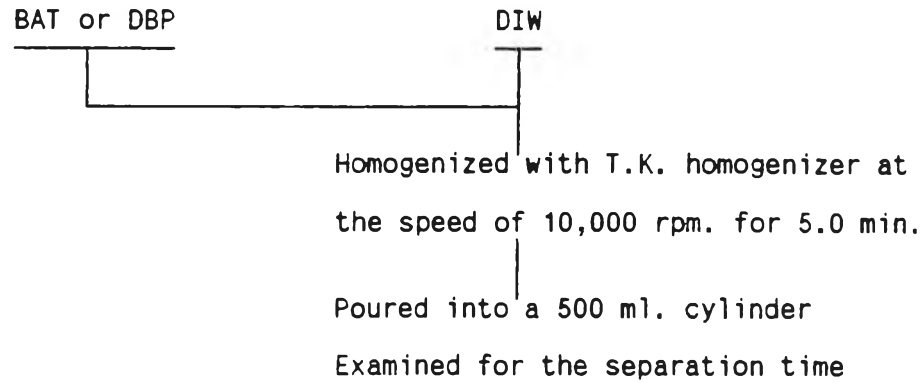 BAT or DBP
DIW
Homogenized with T.K. homogenizer at
the speed of 10,000 rpm. for 5.0 min.
Poured into a 500 ml. cylinder
Examined for the separation time